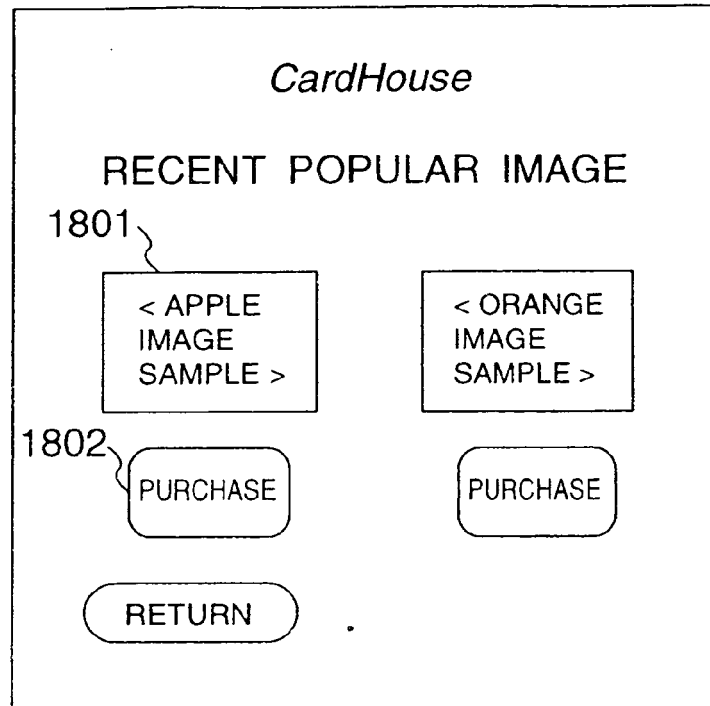 CardHouse
RECENT POPULAR IMAGE
1801
< APPLE
IMAGE
SAMPLE >
< ORANGE
IMAGE
SAMPLE >
1802
PURCHASE
PURCHASE
RETURN